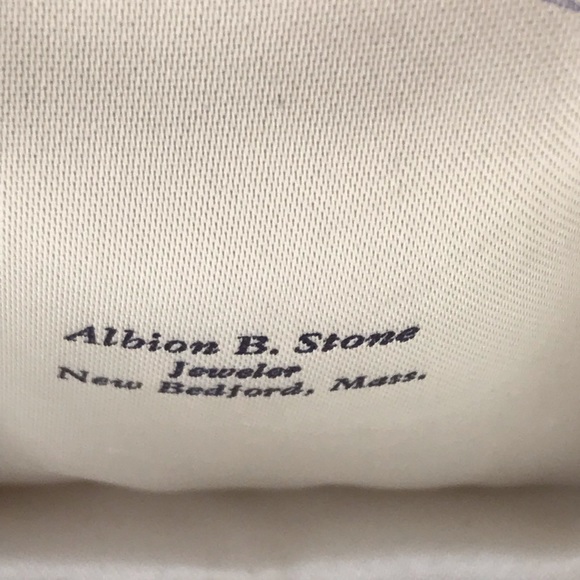 Albion B. Stone
Jeweler
New Bedford, Mass.